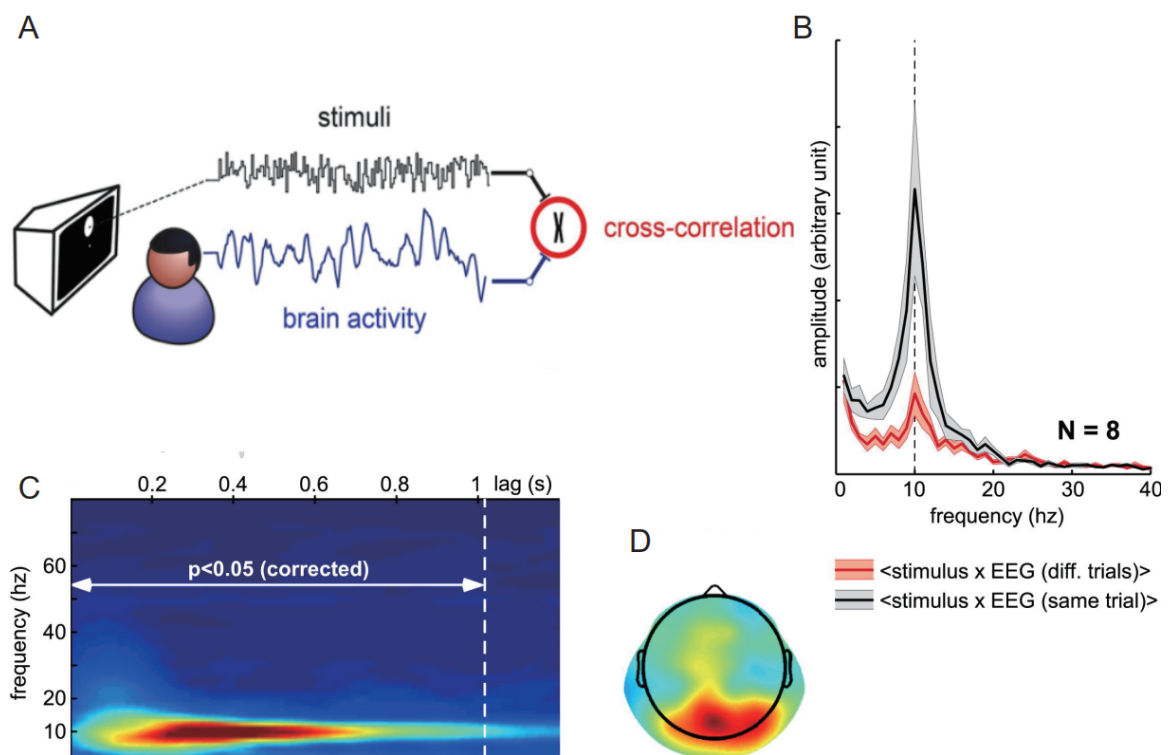 A
stimuli
X
cross-correlation
brain activity
B
amplitude (arbitrary unit)
N = 8
0 10 20 30 40
frequency (hz)
<stimulus x EEG (diff. trials)>
<stimulus x EEG (same trial)>
C
0.2 0.4 0.6 0.8 1 lag (s)
p<0.05 (corrected)
frequency (hz)
60
40
20
10
D